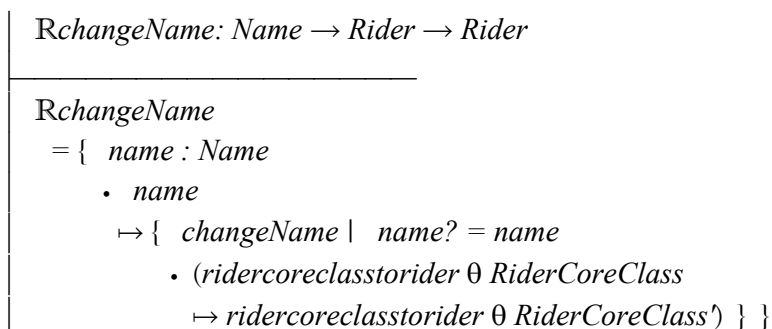 ℝchangeName: Name → Rider → Rider
ℝchangeName
= { name : Name
• name
↦ { changeName | name? = name
• (ridercoreclasstorider θ RiderCoreClass
↦ ridercoreclasstorider θ RiderCoreClass') } }